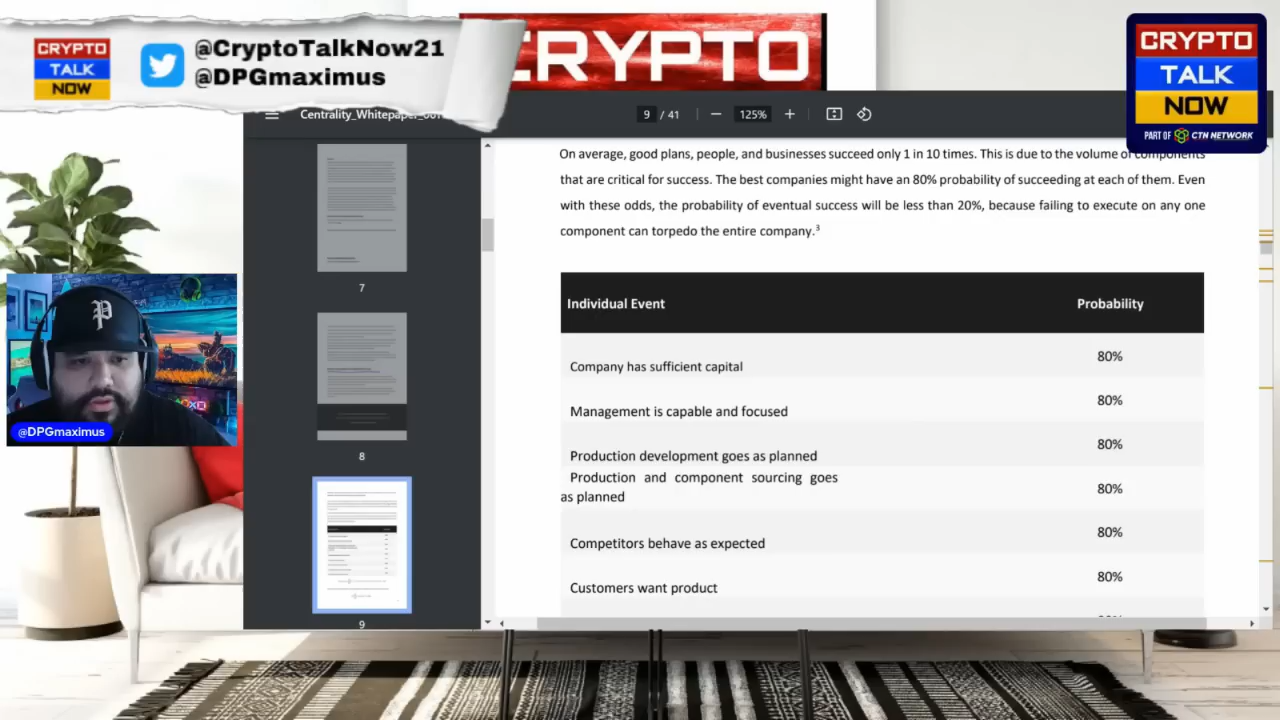 @CryptoTalkNow21
@DPGmaximus
CRYPTO
TALK
NOW
CRYPTO
CRYPTO
TALK
NOW
PART OF CTN NETWORK
9 / 41
125%
On average, good plans, people, and businesses succeed only 1 in 10 times. This is due to the volume of components
that are critical for success. The best companies might have an 80% probability of succeeding at each of them. Even
with these odds, the probability of eventual success will be less than 20%, because failing to execute on any one
component can torpedo the entire company.3
Individual Event Probability
Company has sufficient capital 80%
Management is capable and focused 80%
Production development goes as planned 80%
Production and component sourcing goes
as planned 80%
Competitors behave as expected 80%
Customers want product 80%
7
8
9
@DPGmaximus